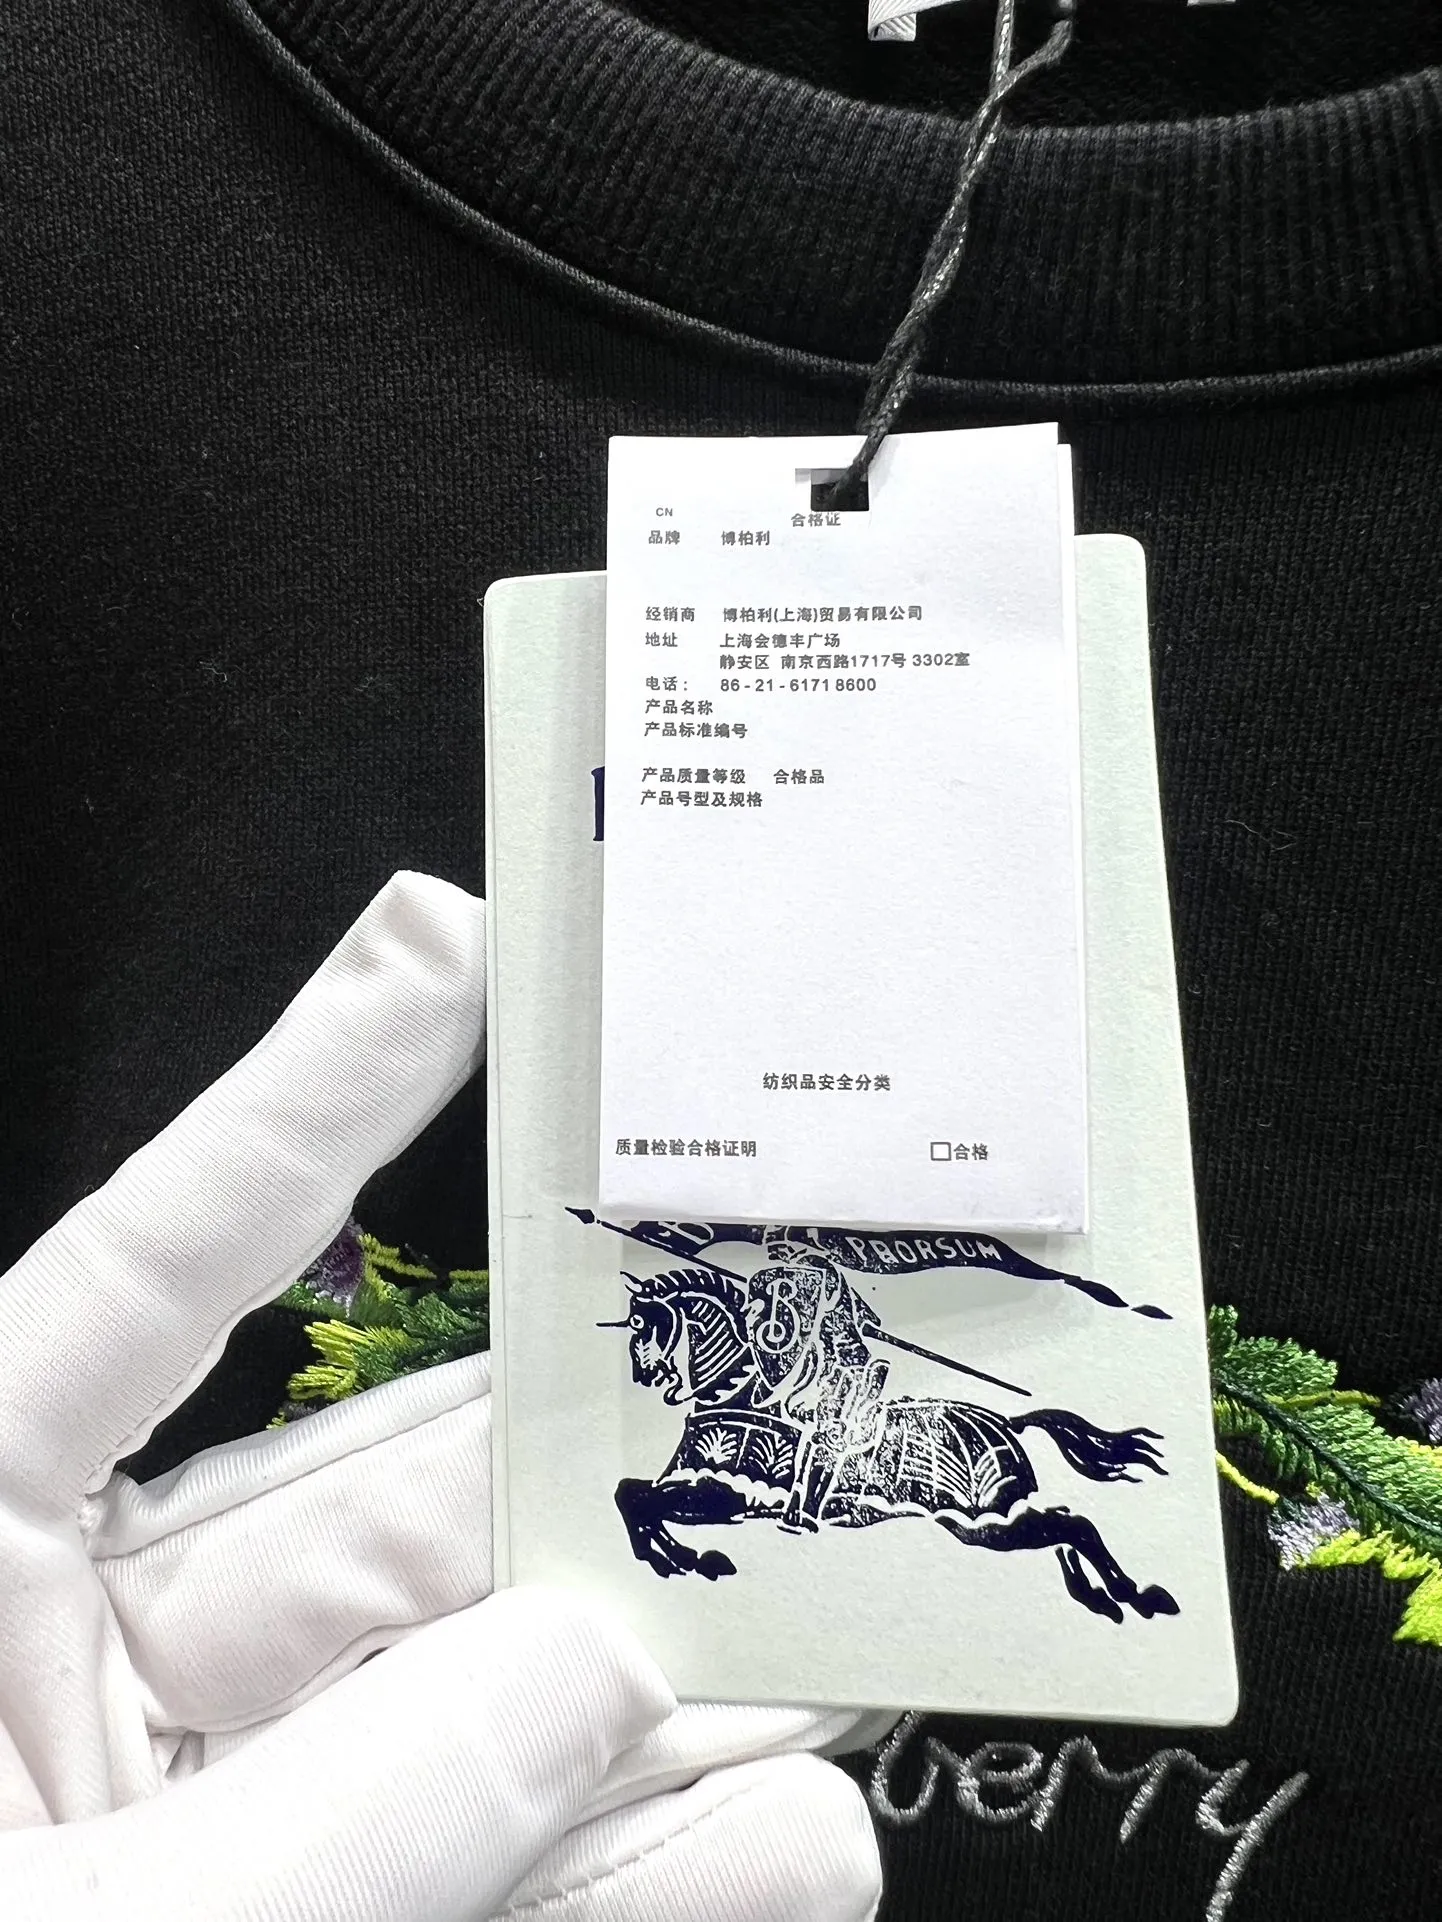 CN
合格证
品牌 博柏利
经销商 博柏利(上海)贸易有限公司
地址 上海会德丰广场
静安区 南京西路1717号 3302室
电话: 86-21-6171 8600
产品名称
产品标准编号
产品质量等级 合格品
产品号型及规格
纺织品安全分类
质量检验合格证明 □合格
PRORSUM
B
berry